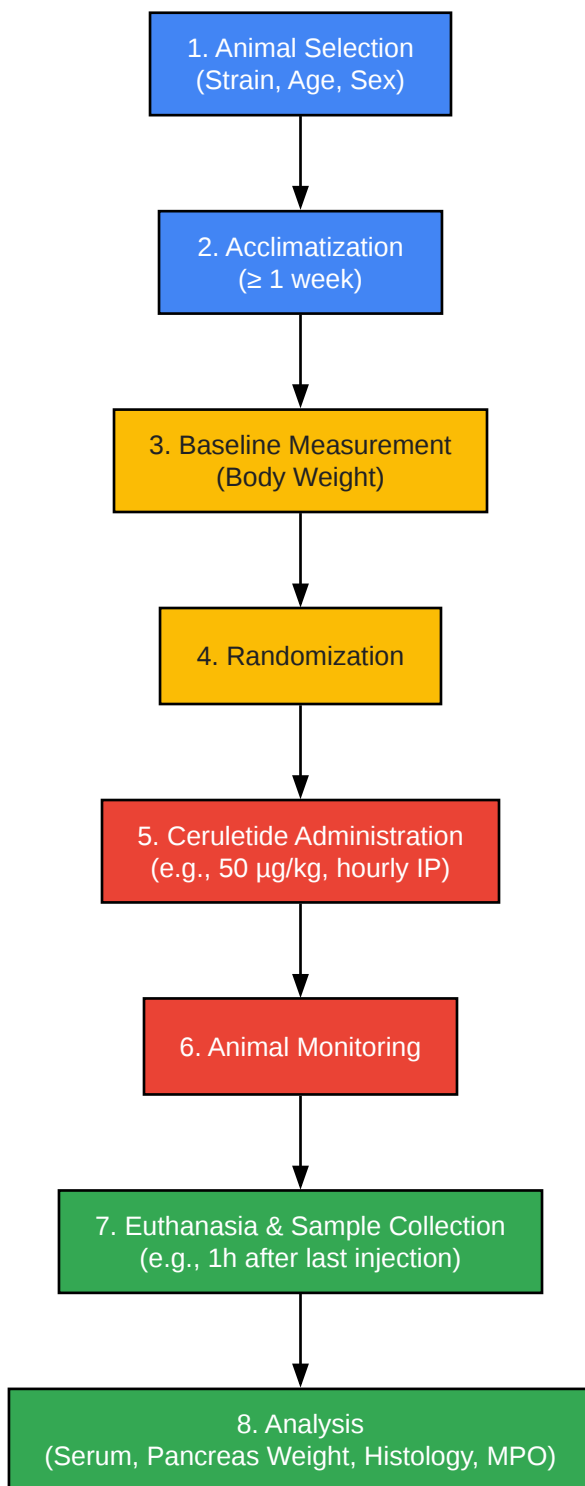 1. Animal Selection
(Strain, Age, Sex)
2. Acclimatization
(≥ 1 week)
3. Baseline Measurement
(Body Weight)
4. Randomization
5. Ceruletide Administration
(e.g., 50 µg/kg, hourly IP)
6. Animal Monitoring
7. Euthanasia & Sample Collection
(e.g., 1h after last injection)
8. Analysis
(Serum, Pancreas Weight, Histology, MPO)